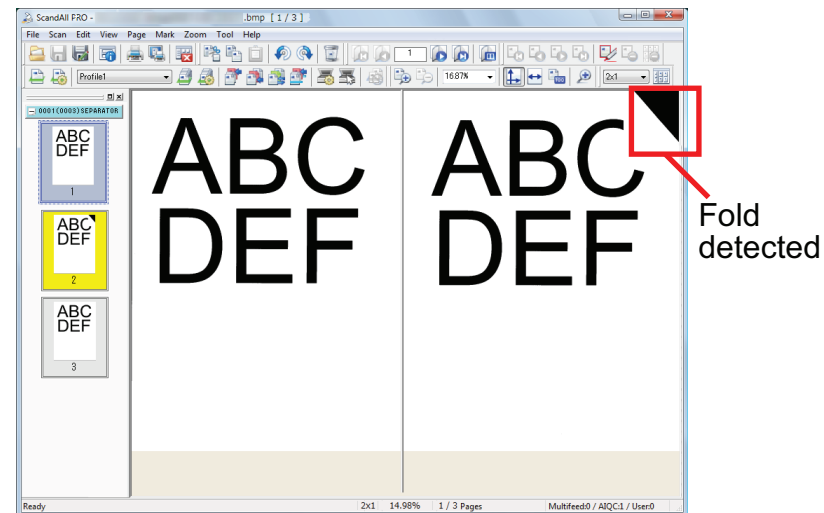 ScandAll PRO - .bmp [ 1 / 3 ]
File Scan Edit View Page Mark Zoom Tool Help
1
Profile1
16.87%
2x1
0001(0003)SEPARATOR
ABC
DEF
1
ABC
DEF
2
ABC
DEF
3
ABC
DEF
ABC
DEF
Fold
detected
Ready
2x1 14.98% 1 / 3 Pages Multifeed:0 / AIQC:1 / User:0